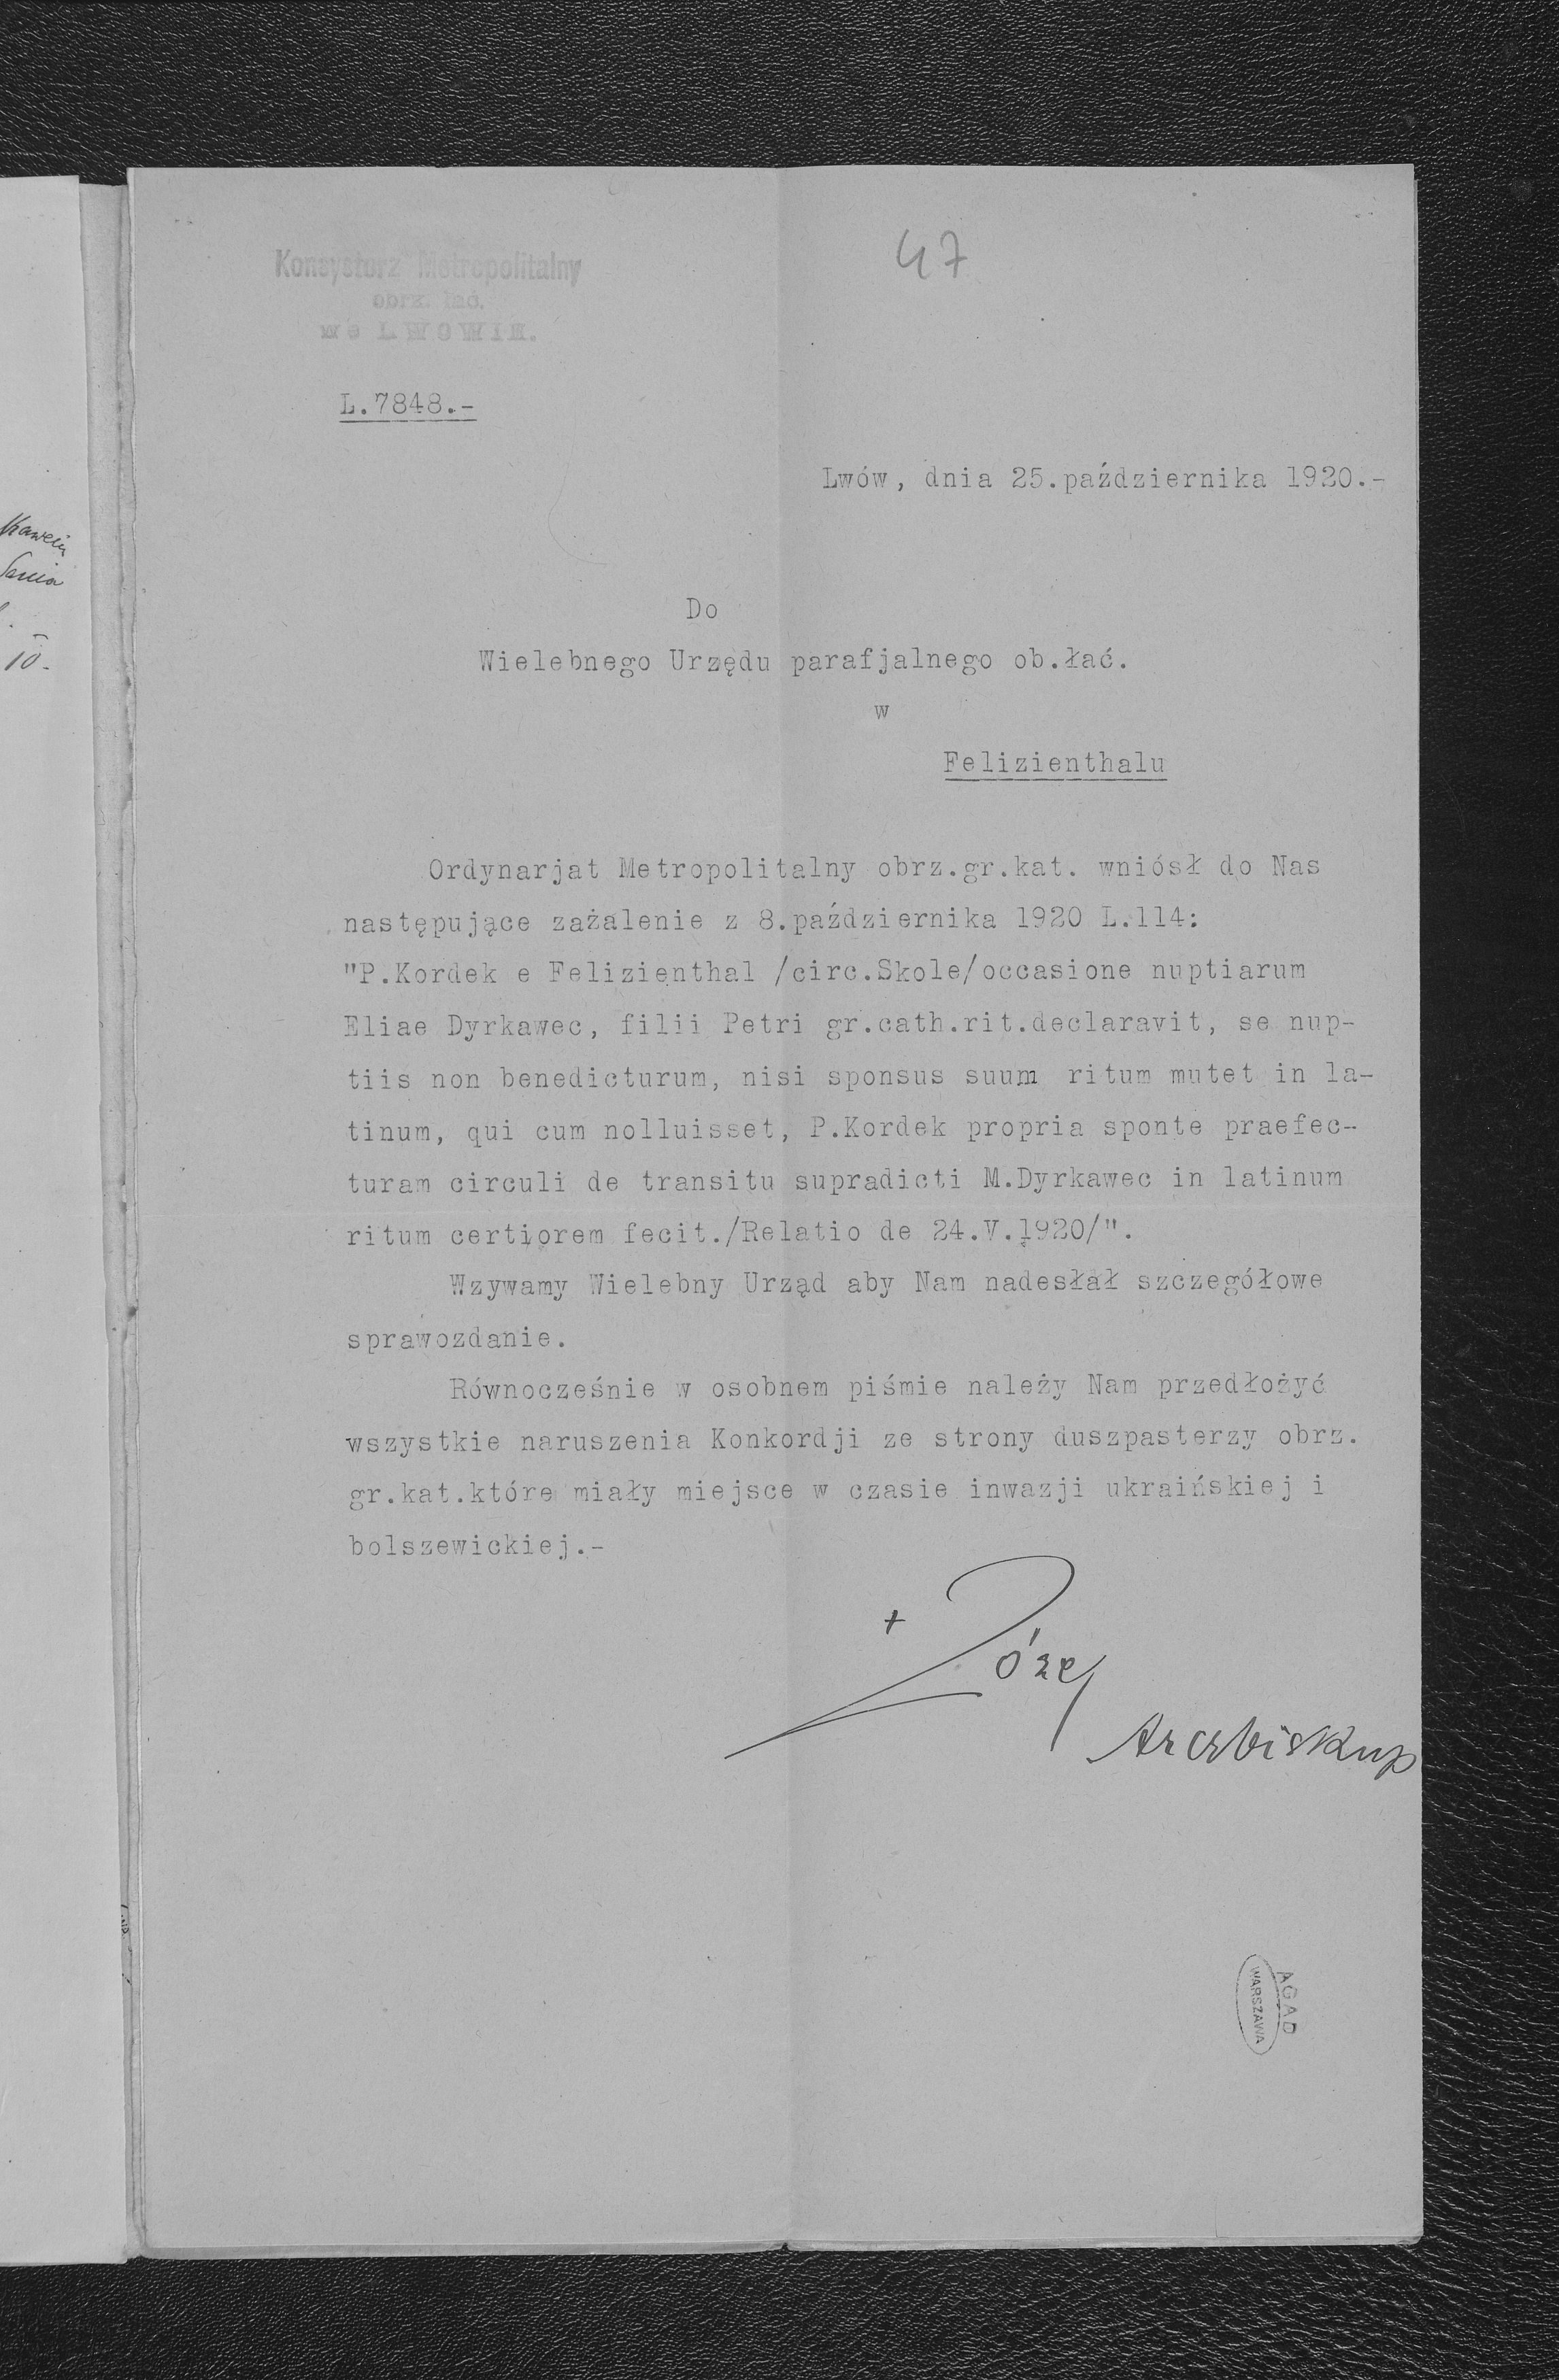 47
Konsystorz Metropolitalny
obrz. łać.
we LWOWIE.
L.7848.-
Lwów, dnia 25.października 1920.-
Do
Wielebnego Urzędu parafjalnego ob.łać.
w
Felizienthalu
Ordynarjat Metropolitalny obrz.gr.kat. wniósł do Nas
następujące zażalenie z 8.października 1920 L.114:
"P.Kordek e Felizienthal /circ.Skole/occasione nuptiarum
Eliae Dyrkawec, filii Petri gr.cath.rit.declaravit, se nup-
tiis non benedicturum, nisi sponsus suum ritum mutet in la-
tinum, qui cum nolluisset, P.Kordek propria sponte praefec-
turam circuli de transitu supradicti M.Dyrkawec in latinum
ritum certiorem fecit./Relatio de 24.V.1920/".
Wzywamy Wielebny Urząd aby Nam nadesłał szczegółowe
sprawozdanie.
Równocześnie w osobnem piśmie należy Nam przedłożyć
wszystkie naruszenia Konkordji ze strony duszpasterzy obrz.
gr.kat.które miały miejsce w czasie inwazji ukraińskiej i
bolszewickiej.-
+ Józef
Arcybiskup
AGAD
WARSZAWA
10.